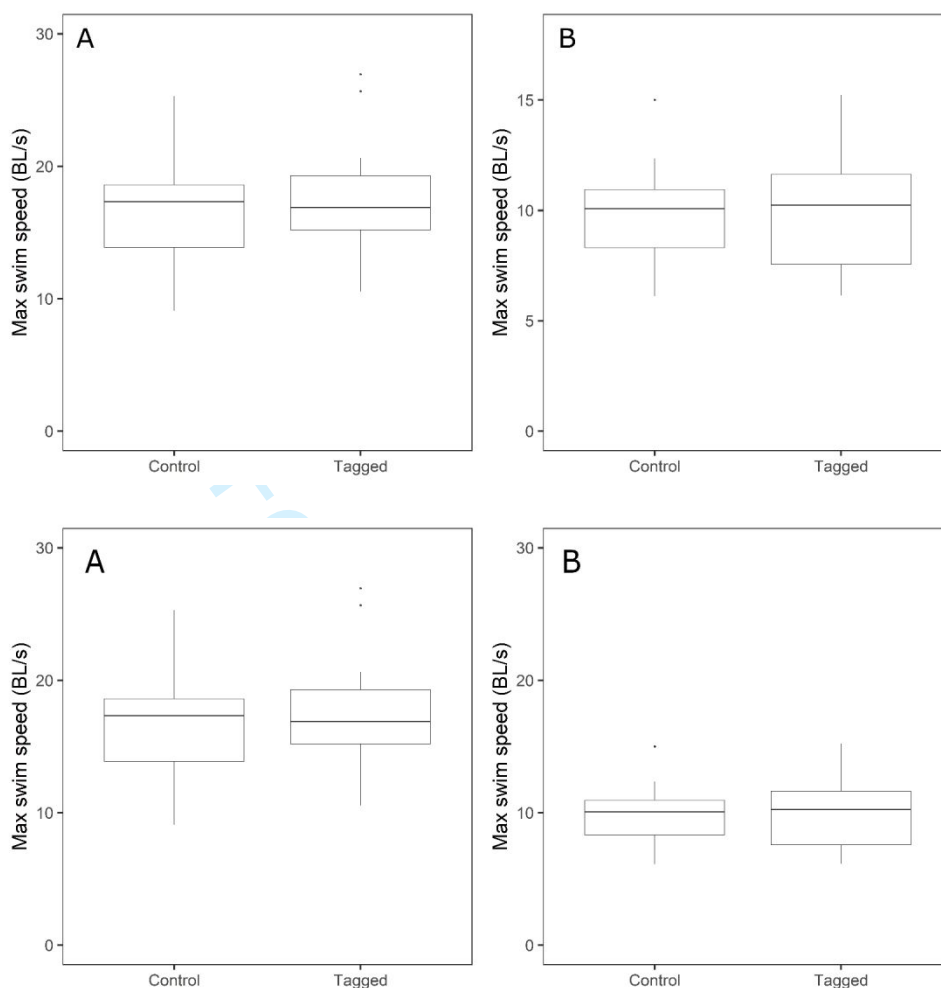 A
Max swim speed (BL/s)
30
20
10
0
Control
Tagged
B
Max swim speed (BL/s)
15
10
5
0
Control
Tagged
A
Max swim speed (BL/s)
30
20
10
0
Control
Tagged
B
Max swim speed (BL/s)
30
20
10
0
Control
Tagged